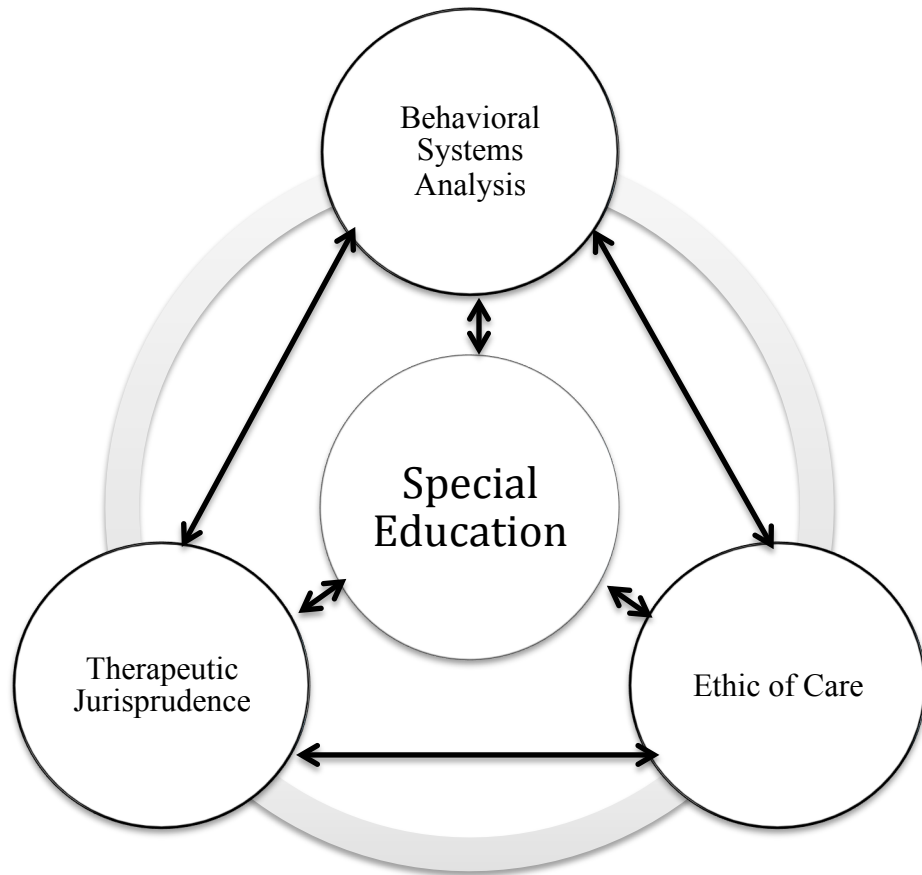 Behavioral
Systems
Analysis
Special
Education
Therapeutic
Jurisprudence
Ethic of Care